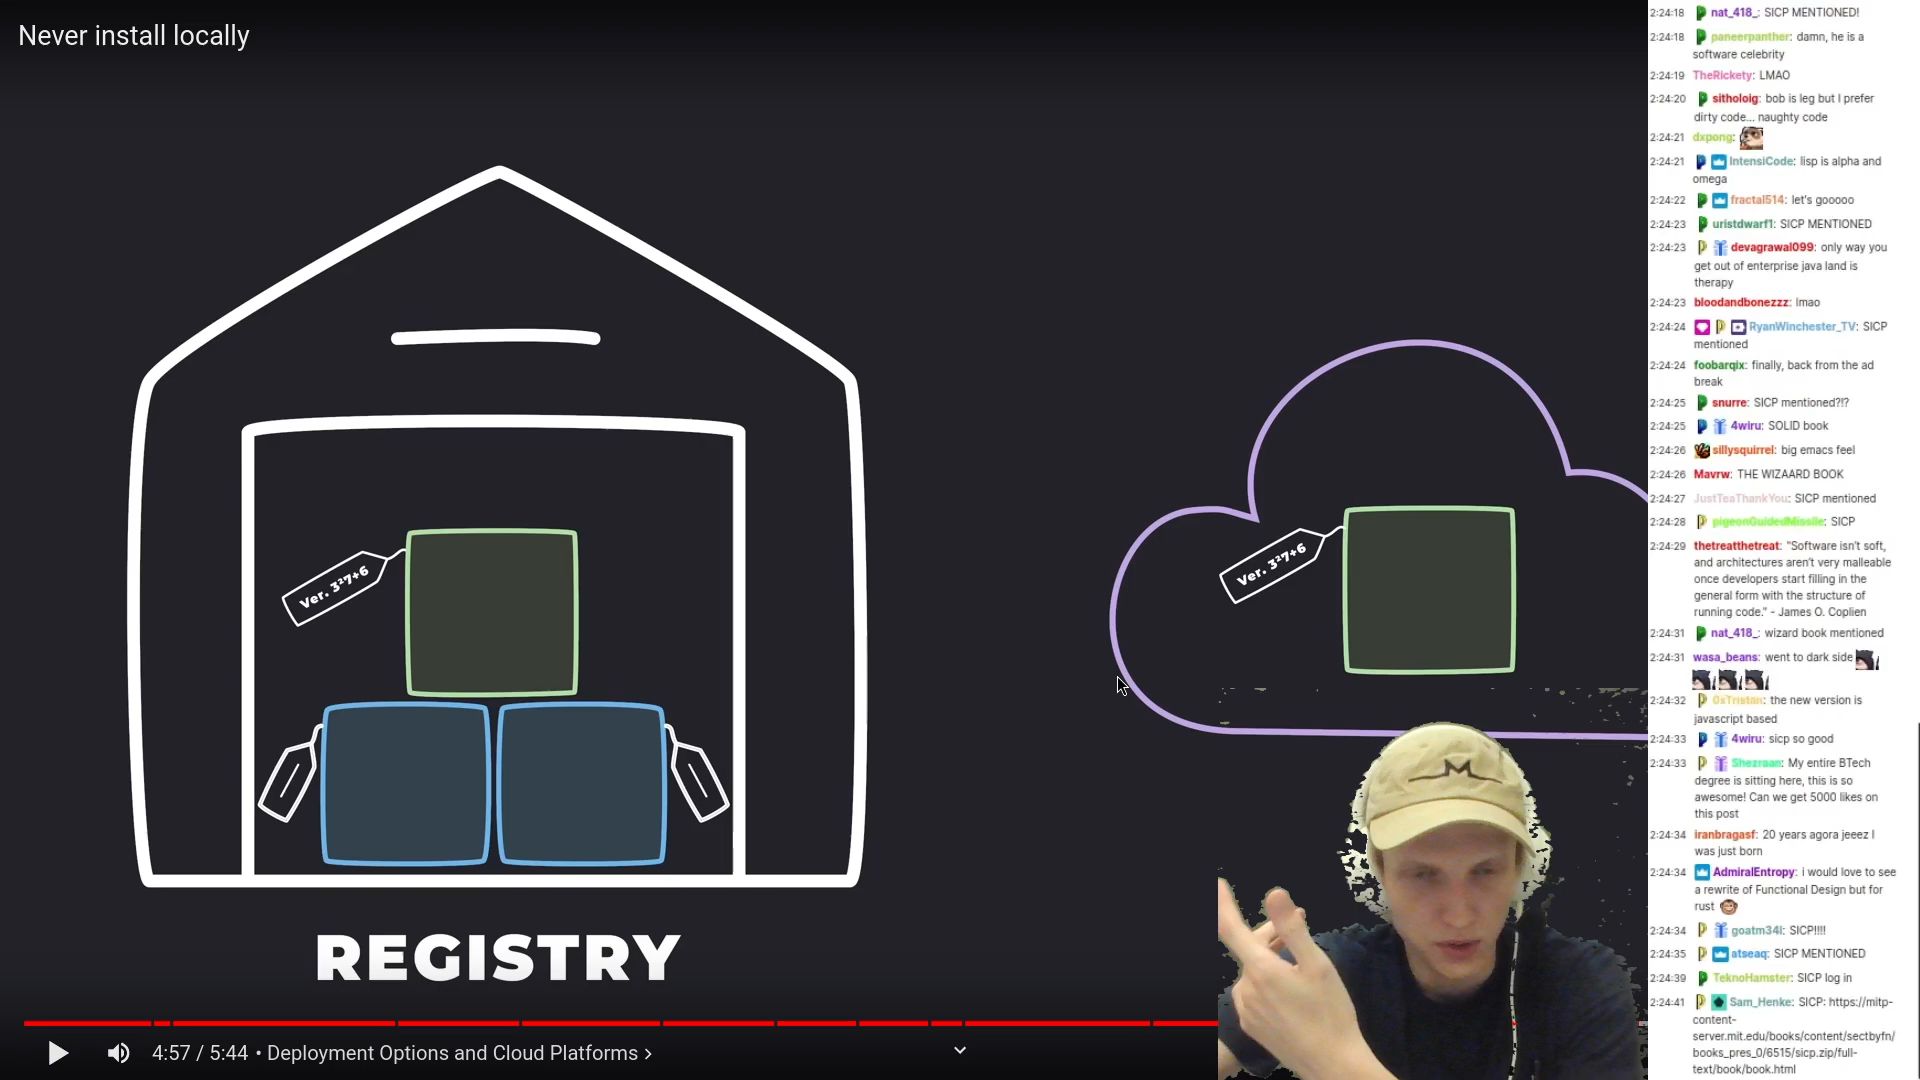 Never install locally
Ver. 3²7+6
Ver. 3²7+6
REGISTRY
4:57 / 5:44 • Deployment Options and Cloud Platforms ›
M
2:24:18 nat_418_: SICP MENTIONED!
2:24:18 paneerpanther: damn, he is a
software celebrity
2:24:19 TheRickety: LMAO
2:24:20 sitholoig: bob is leg but I prefer
dirty code... naughty code
2:24:21 dxpong:
2:24:21 IntensiCode: lisp is alpha and
omega
2:24:22 fractal514: let's gooooo
2:24:23 uristdwarf1: SICP MENTIONED
2:24:23 devagrawal099: only way you
get out of enterprise java land is
therapy
2:24:23 bloodandbonezzz: lmao
2:24:24 RyanWinchester_TV: SICP
mentioned
2:24:24 foobarqix: finally, back from the ad
break
2:24:25 snurre: SICP mentioned?!?
2:24:25 4wiru: SOLID book
2:24:26 sillysquirrel: big emacs feel
2:24:26 Mavrw: THE WIZAARD BOOK
2:24:27 JustTeaThankYou: SICP mentioned
2:24:28 pigeonGuidedMissile: SICP
2:24:29 thetreatthetreat: "Software isn't soft,
and architectures aren't very malleable
once developers start filling in the
general form with the structure of
running code." - James O. Coplien
2:24:31 nat_418_: wizard book mentioned
2:24:31 wasa_beans: went to dark side
2:24:32 0xTristan: the new version is
javascript based
2:24:33 4wiru: sicp so good
2:24:33 Shezraan: My entire BTech
degree is sitting here, this is so
awesome! Can we get 5000 likes on
this post
2:24:34 iranbragasf: 20 years agora jeeez I
was just born
2:24:34 AdmiralEntropy: i would love to see
a rewrite of Functional Design but for
rust
2:24:34 goatm34l: SICP!!!!
2:24:35 atseaq: SICP MENTIONED
2:24:39 TeknoHamster: SICP log in
2:24:41 Sam_Henke: SICP: https://mitp-
content-
server.mit.edu/books/content/sectbyfn/
books_pres_0/6515/sicp.zip/full-
text/book/book.html